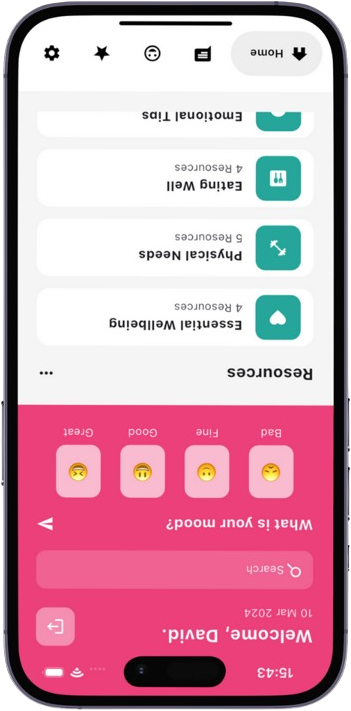 15:43
Welcome, David.
10 Mar 2024
Search
What is your mood?
Bad
Fine
Good
Great
Resources
Essential Wellbeing
4 Resources
Physical Needs
5 Resources
Eating Well
4 Resources
Emotional Tips
Home